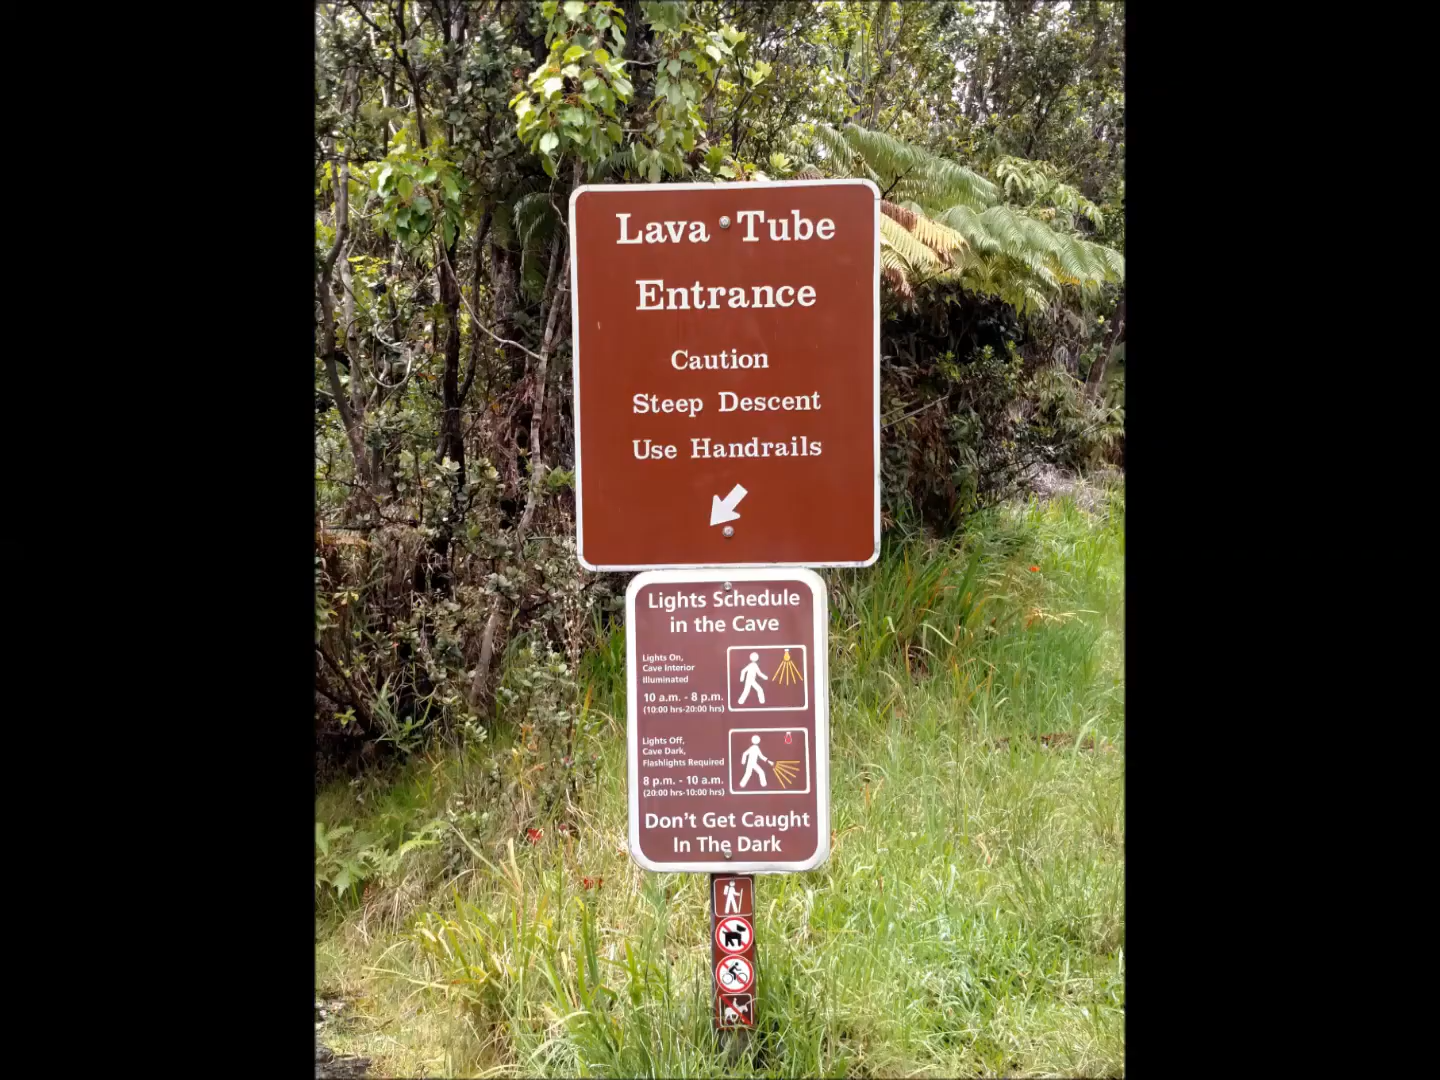 Lava Tube
Entrance
Caution
Steep Descent
Use Handrails
Lights Schedule
in the Cave
Lights On,
Cave Interior
Illuminated
10 a.m. - 8 p.m.
(10:00 hrs-20:00 hrs)
Lights Off,
Cave Dark,
Flashlights Required
8 p.m. - 10 a.m.
(20:00 hrs-10:00 hrs)
Don't Get Caught
In The Dark